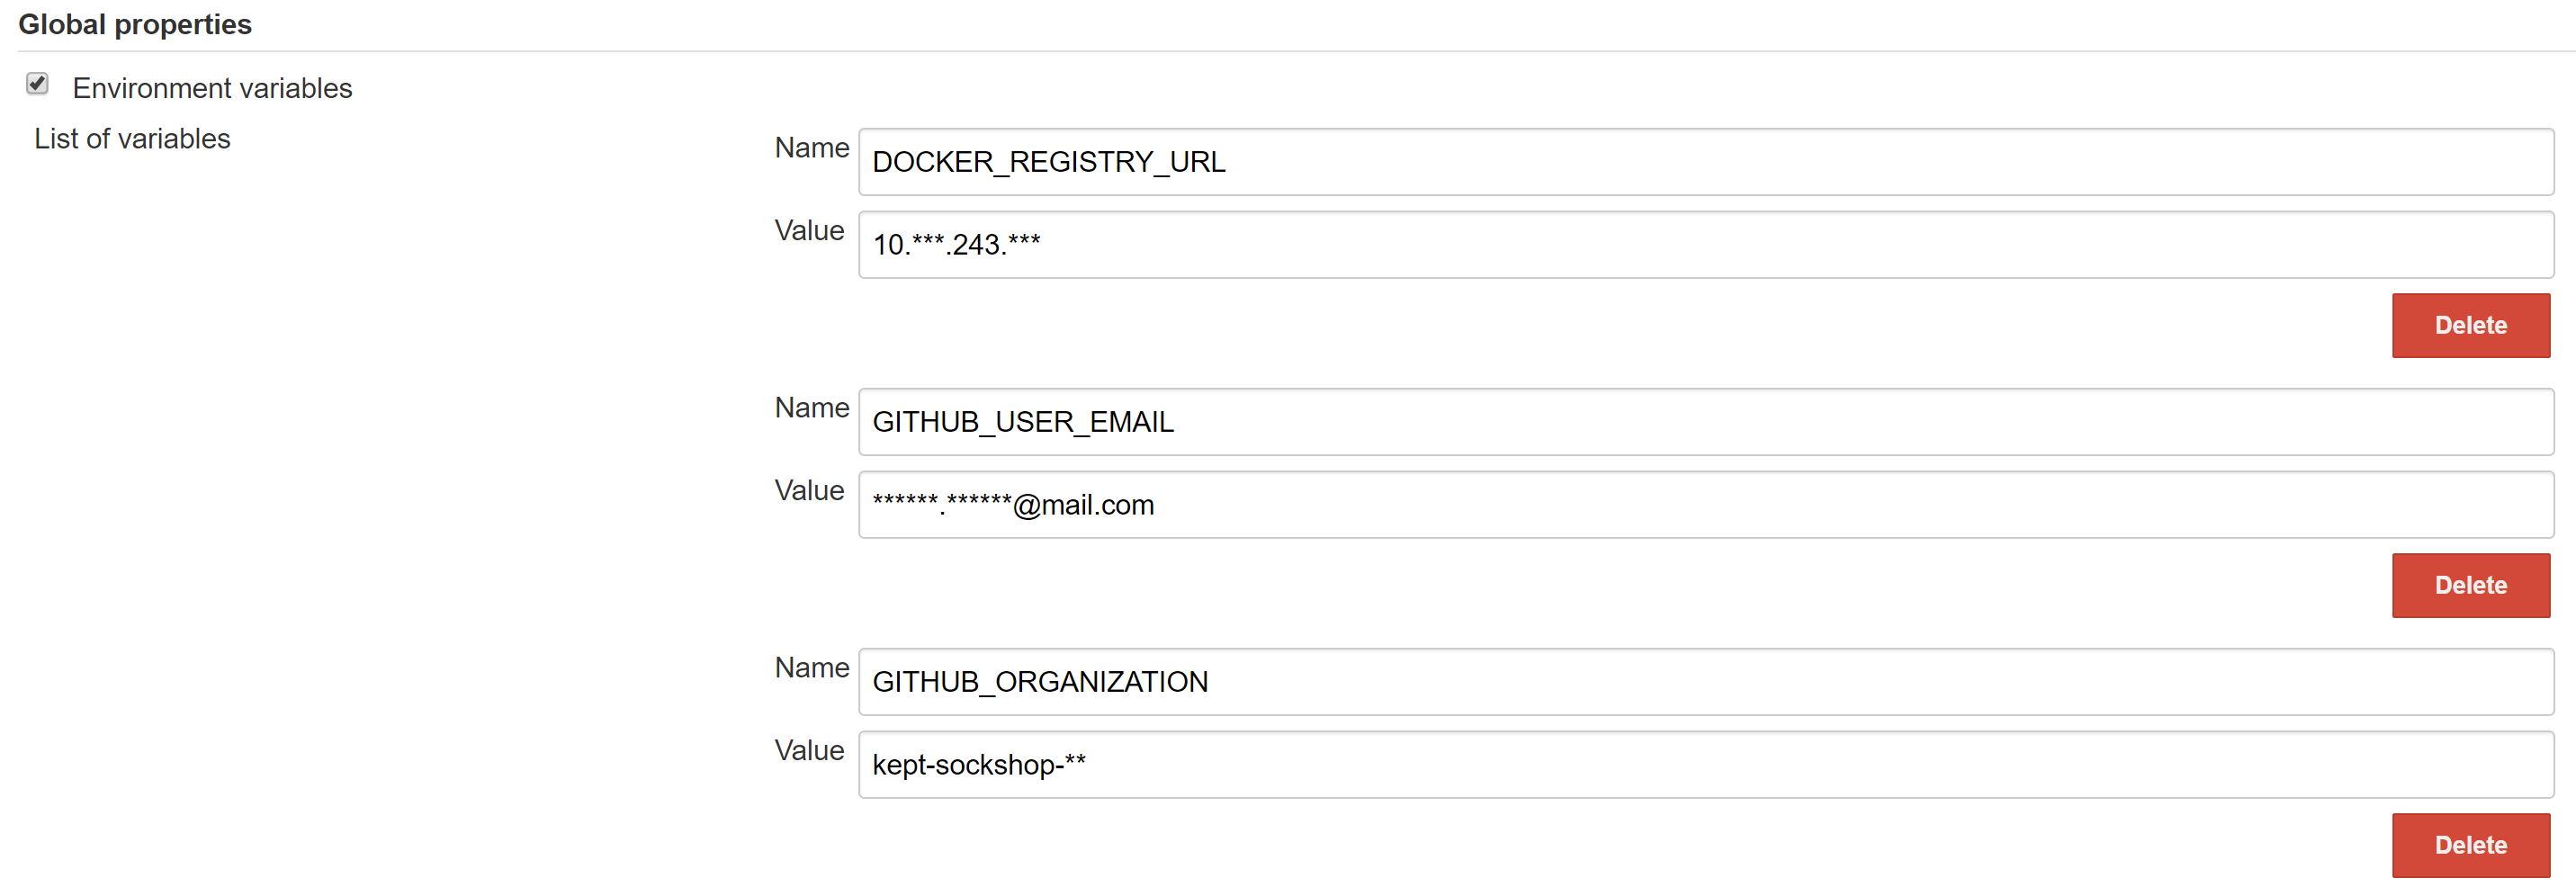 Global properties
Environment variables
List of variables
Name DOCKER_REGISTRY_URL
Value 10.***.243.***
Delete
Name GITHUB_USER_EMAIL
Value ******.******@mail.com
Delete
Name GITHUB_ORGANIZATION
Value kept-sockshop-**
Delete